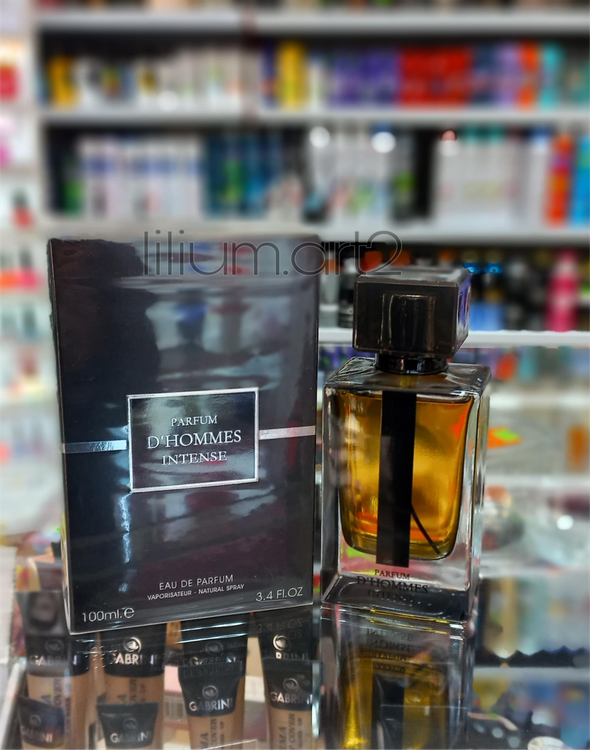 lilium.art2
PARFUM
D'HOMMES
INTENSE
EAU DE PARFUM
VAPORISATEUR - NATURAL SPRAY
100ml.e 3.4 FL.OZ
PARFUM
D'HOMMES
INTENSE
GABRINI
GABRINI
GABRINI
GABRINI